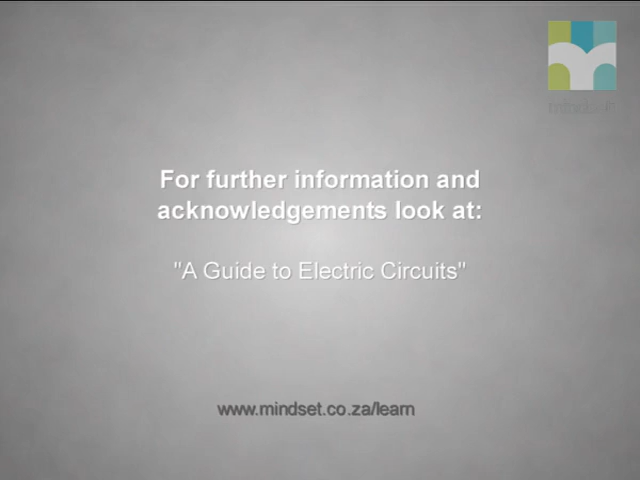 For further information and
acknowledgements look at:
"A Guide to Electric Circuits"
www.mindset.co.za/learn